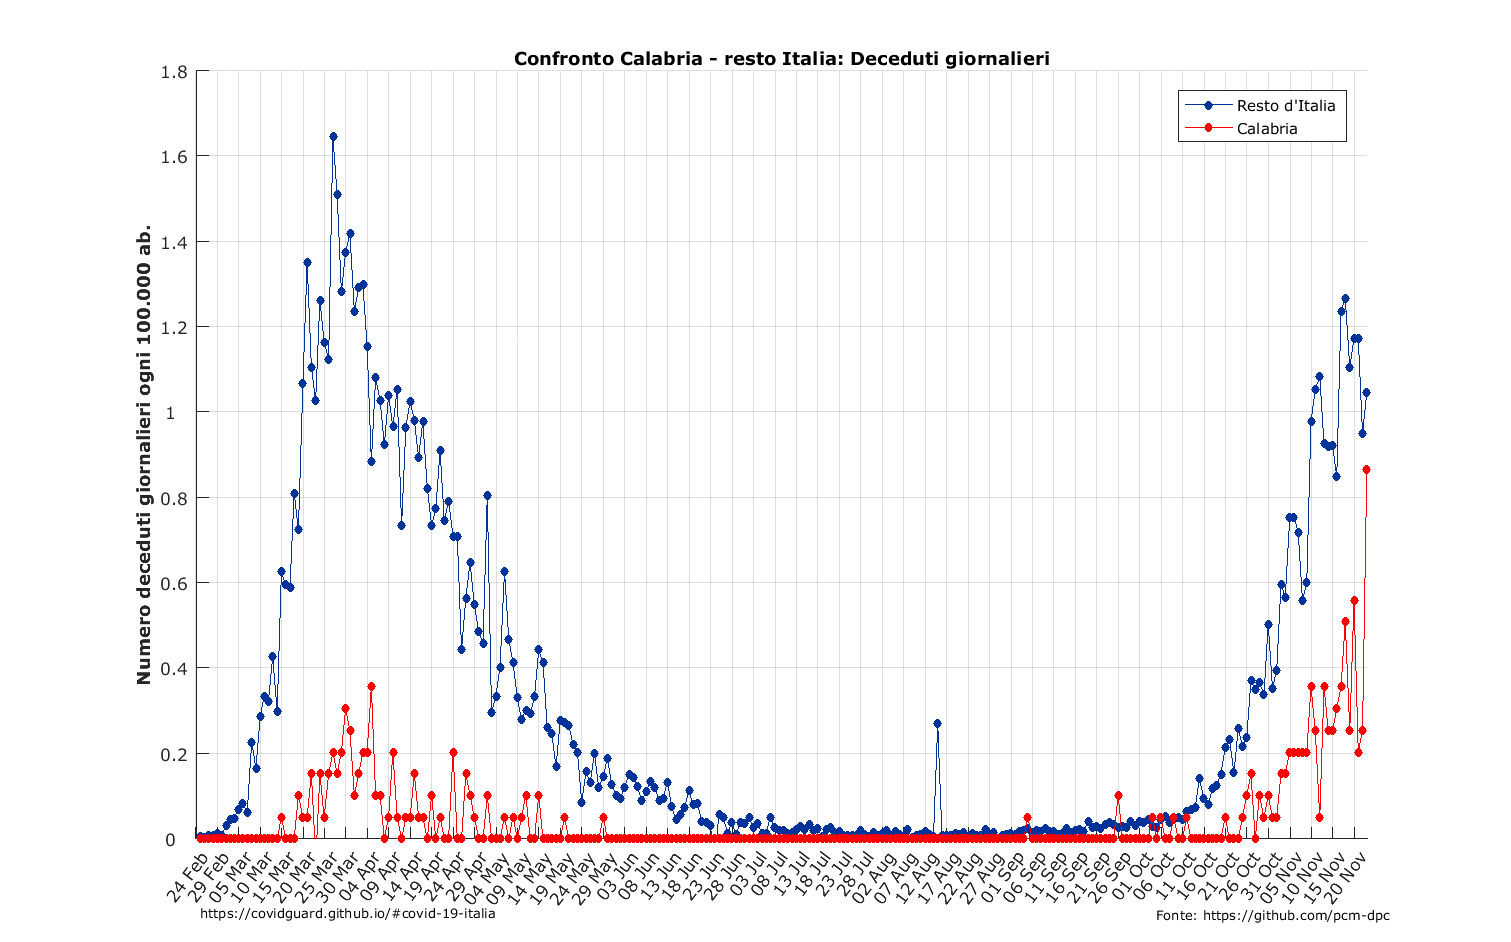 Confronto Calabria - resto Italia: Deceduti giornalieri
Resto d'Italia
Calabria
Numero deceduti giornalieri ogni 100.000 ab.
1.8
1.6
1.4
1.2
1
0.8
0.6
0.4
0.2
0
24 Feb
29 Feb
05 Mar
10 Mar
15 Mar
20 Mar
25 Mar
30 Mar
04 Apr
09 Apr
14 Apr
19 Apr
24 Apr
29 Apr
04 May
09 May
14 May
19 May
24 May
29 May
03 Jun
08 Jun
13 Jun
18 Jun
23 Jun
28 Jun
03 Jul
08 Jul
13 Jul
18 Jul
23 Jul
28 Jul
02 Aug
07 Aug
12 Aug
17 Aug
22 Aug
27 Aug
01 Sep
06 Sep
11 Sep
16 Sep
21 Sep
26 Sep
01 Oct
06 Oct
11 Oct
16 Oct
21 Oct
26 Oct
31 Oct
05 Nov
10 Nov
15 Nov
20 Nov
https://covidguard.github.io/#covid-19-italia
Fonte: https://github.com/pcm-dpc